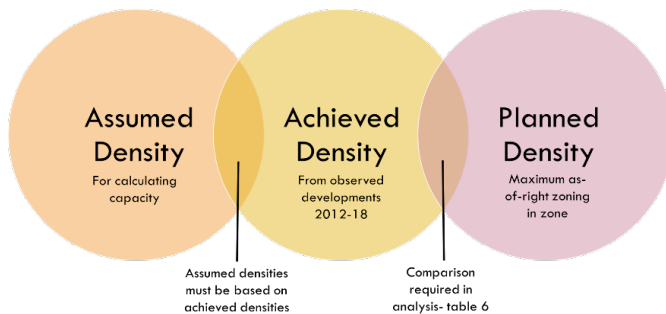 Assumed
Density
For calculating
capacity
Achieved
Density
From observed
developments
2012-18
Planned
Density
Maximum as-
of-right zoning
in zone
Assumed densities
must be based on
achieved densities
Comparison
required in
analysis- table 6